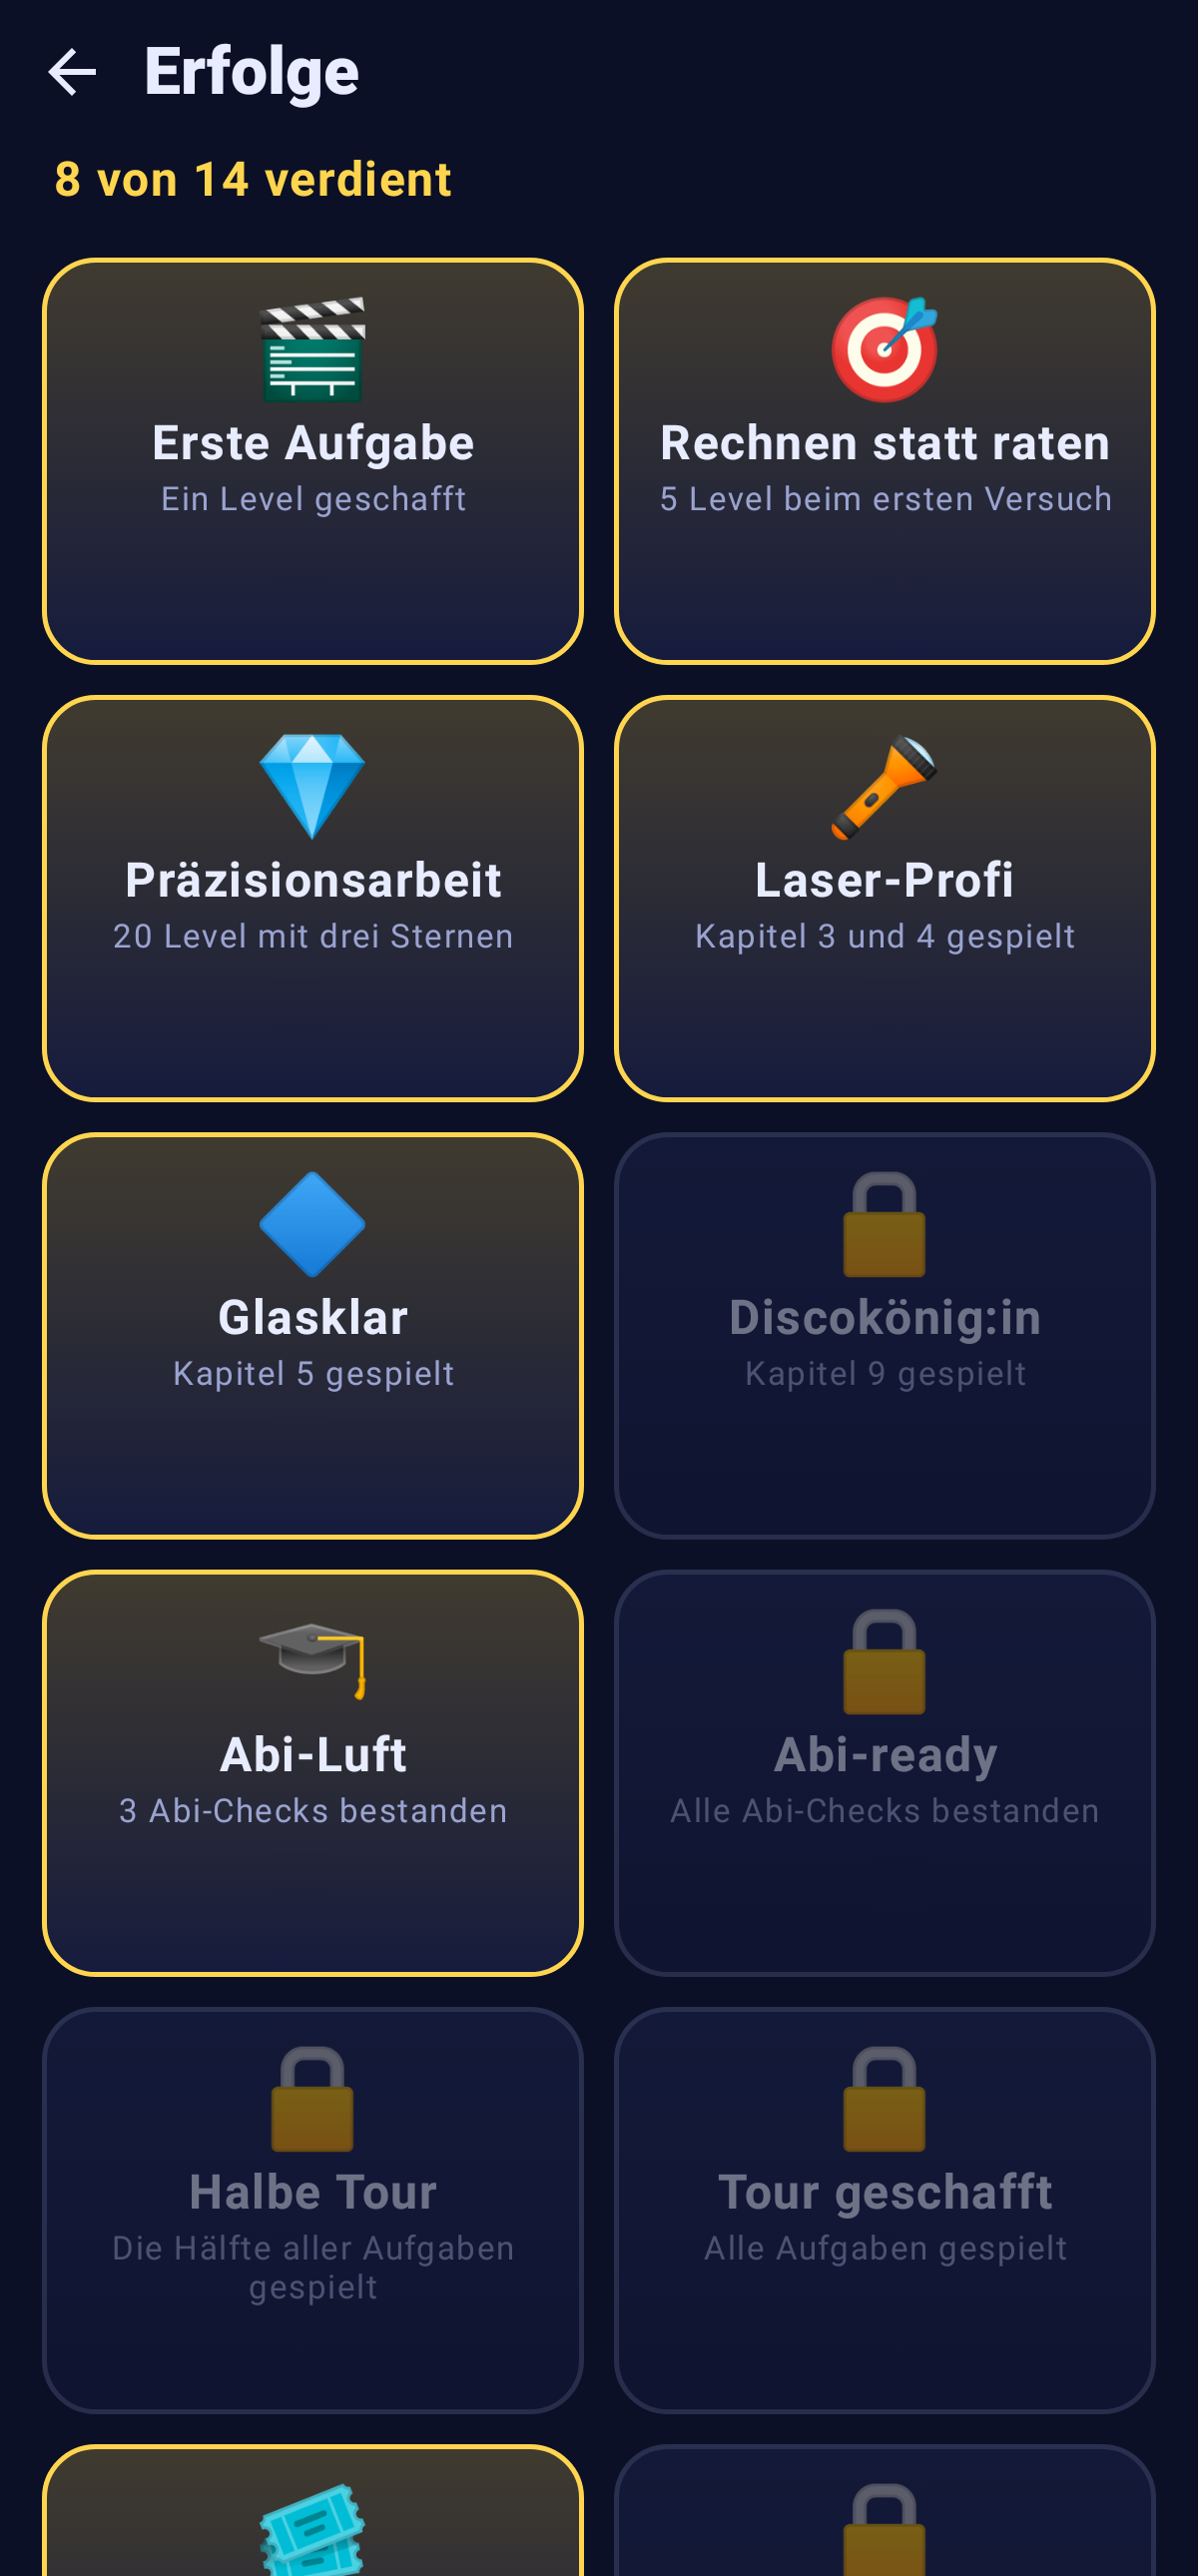 Erfolge
8 von 14 verdient
Erste Aufgabe
Ein Level geschafft
Rechnen statt raten
5 Level beim ersten Versuch
Präzisionsarbeit
20 Level mit drei Sternen
Laser-Profi
Kapitel 3 und 4 gespielt
Glasklar
Kapitel 5 gespielt
Discokönig:in
Kapitel 9 gespielt
Abi-Luft
3 Abi-Checks bestanden
Abi-ready
Alle Abi-Checks bestanden
Halbe Tour
Die Hälfte aller Aufgaben
gespielt
Tour geschafft
Alle Aufgaben gespielt